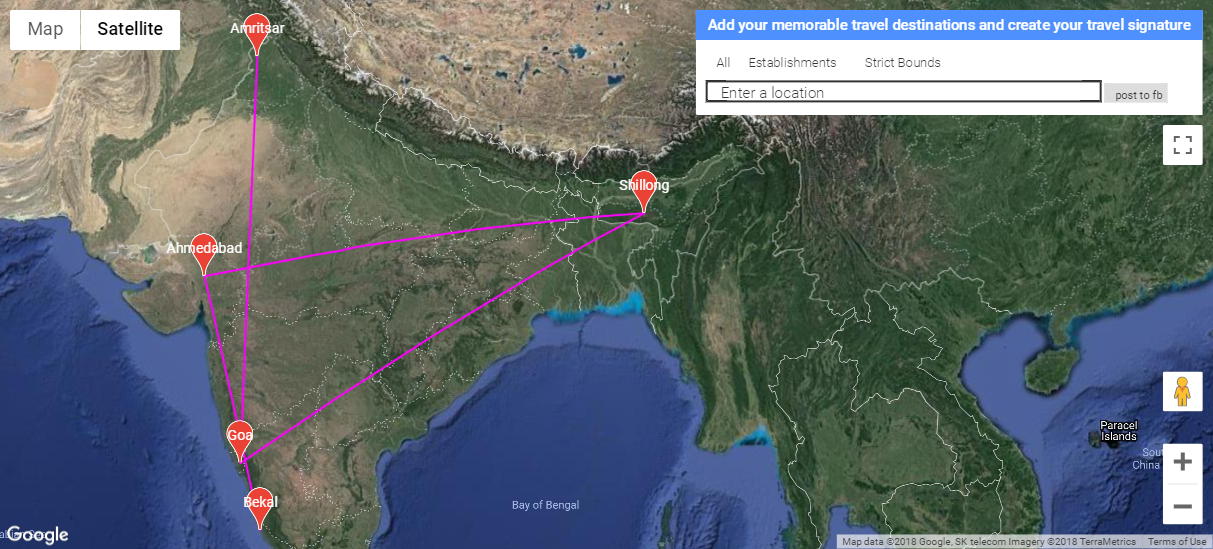 Map Satellite
Amritsar
Add your memorable travel destinations and create your travel signature
All Establishments Strict Bounds
Enter a location
post to fb
Shillong
Ahmedabad
Goa
Paracel
Islands
China
Bekal
Bay of Bengal
Google
Map data ©2018 Google, SK telecom Imagery ©2018 TerraMetrics Terms of Use